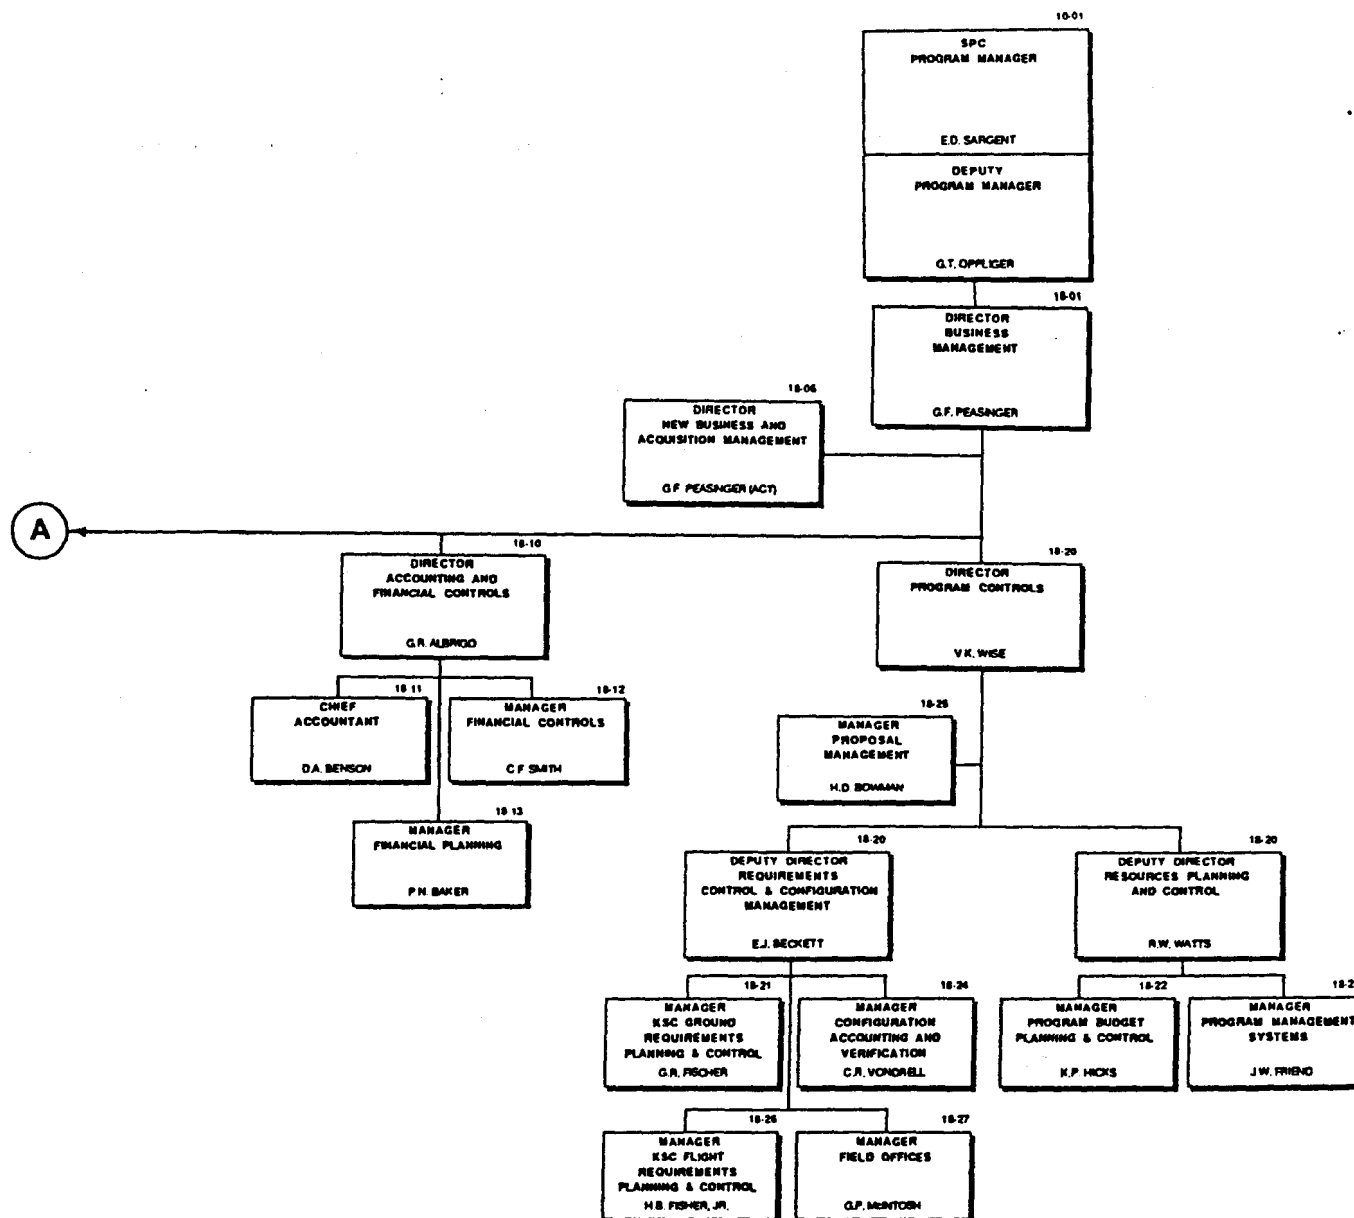 10-01
SPC
PROGRAM MANAGER
E.D. SARGENT
DEPUTY
PROGRAM MANAGER
G.T. OPPLIGER
18-01
DIRECTOR
BUSINESS
MANAGEMENT
G.F. PEASINGER
18-05
DIRECTOR
NEW BUSINESS AND
ACQUISITION MANAGEMENT
G.F. PEASINGER (ACT)
A
18-10
DIRECTOR
ACCOUNTING AND
FINANCIAL CONTROLS
G.R. ALBRIGO
18-20
DIRECTOR
PROGRAM CONTROLS
V.K. WISE
18-11
CHIEF
ACCOUNTANT
D.A. BENSON
18-12
MANAGER
FINANCIAL CONTROLS
C.F. SMITH
18-13
MANAGER
FINANCIAL PLANNING
P.N. BAKER
18-25
MANAGER
PROPOSAL
MANAGEMENT
H.D. BOWMAN
18-20
DEPUTY DIRECTOR
REQUIREMENTS
CONTROL & CONFIGURATION
MANAGEMENT
E.J. BECKETT
18-20
DEPUTY DIRECTOR
RESOURCES PLANNING
AND CONTROL
R.W. WATTS
18-21
MANAGER
KSC GROUND
REQUIREMENTS
PLANNING & CONTROL
G.R. FISCHER
18-24
MANAGER
CONFIGURATION
ACCOUNTING AND
VERIFICATION
C.R. VONDRELL
18-22
MANAGER
PROGRAM BUDGET
PLANNING & CONTROL
K.P. HICKS
18-2
MANAGER
PROGRAM MANAGEMENT
SYSTEMS
J.W. FRIEND
18-26
MANAGER
KSC FLIGHT
REQUIREMENTS
PLANNING & CONTROL
H.B. FISHER, JR.
18-27
MANAGER
FIELD OFFICES
G.P. McINTOSH